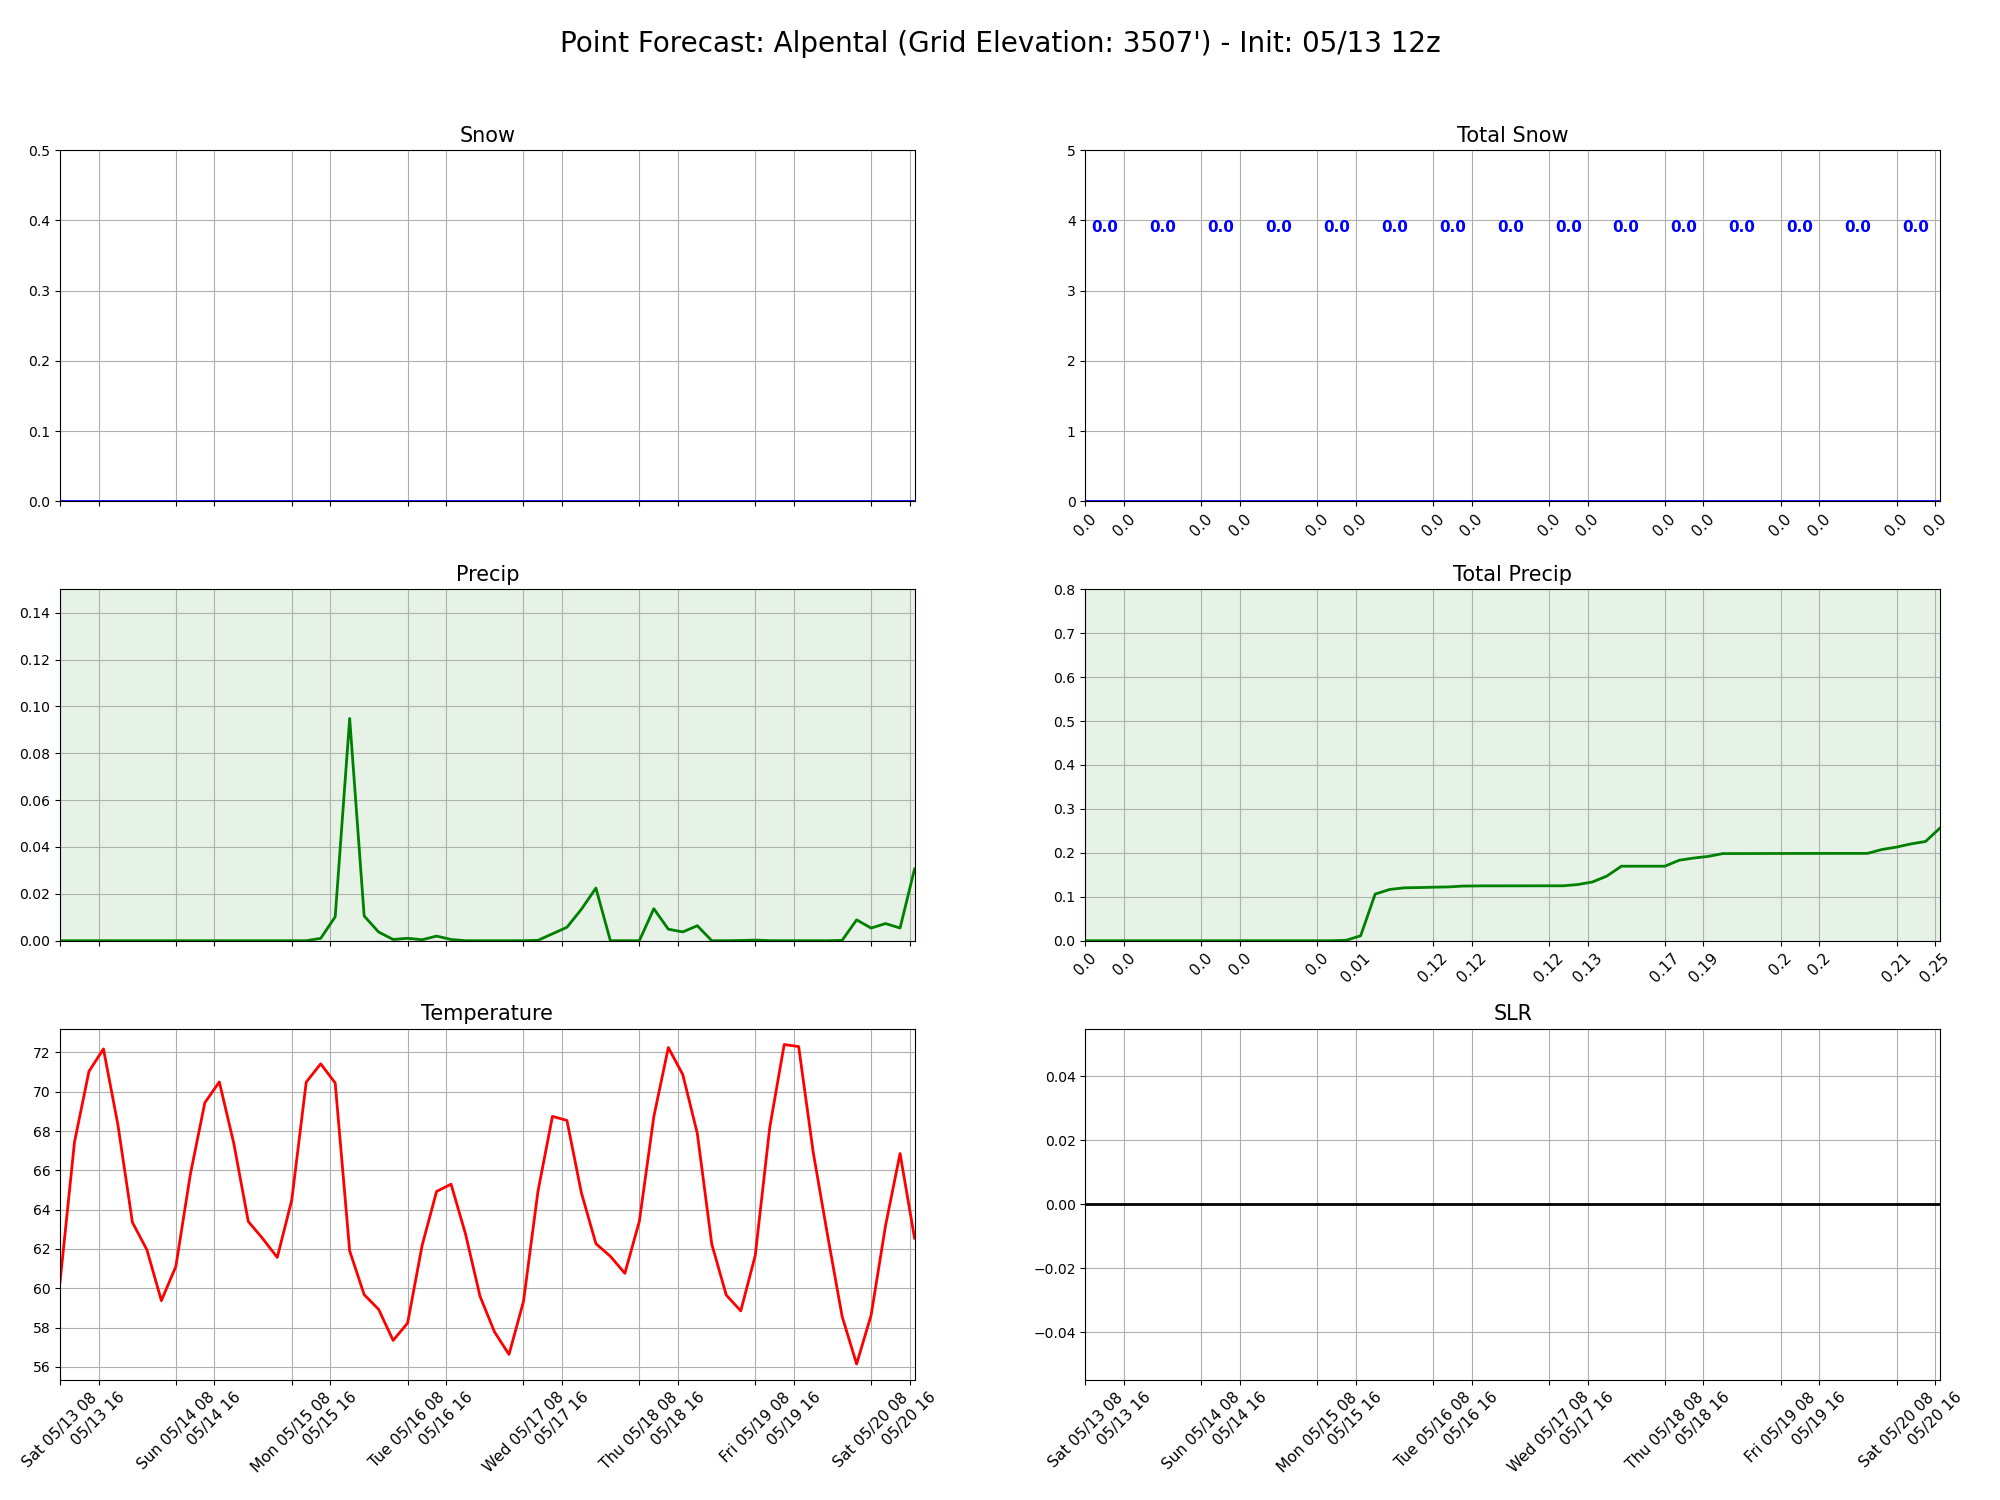 Point Forecast: Alpental (Grid Elevation: 3507') - Init: 05/13 12z
Snow
0.5
0.4
0.3
0.2
0.1
0.0
Total Snow
5
4
3
2
1
0
0.0 0.0 0.0 0.0 0.0 0.0 0.0 0.0 0.0 0.0 0.0 0.0 0.0 0.0 0.0
0.0 0.0 0.0 0.0 0.0 0.0 0.0 0.0 0.0 0.0 0.0 0.0 0.0 0.0 0.0 0.0
Precip
0.14
0.12
0.10
0.08
0.06
0.04
0.02
0.00
Total Precip
0.8
0.7
0.6
0.5
0.4
0.3
0.2
0.1
0.0
0.0 0.0 0.0 0.0 0.0 0.01 0.12 0.12 0.12 0.13 0.17 0.19 0.2 0.2 0.21 0.25
Temperature
72
70
68
66
64
62
60
58
56
Sat 05/13 08
05/13 16
Sun 05/14 08
05/14 16
Mon 05/15 08
05/15 16
Tue 05/16 08
05/16 16
Wed 05/17 08
05/17 16
Thu 05/18 08
05/18 16
Fri 05/19 08
05/19 16
Sat 05/20 08
05/20 16
SLR
0.04
0.02
0.00
−0.02
−0.04
Sat 05/13 08
05/13 16
Sun 05/14 08
05/14 16
Mon 05/15 08
05/15 16
Tue 05/16 08
05/16 16
Wed 05/17 08
05/17 16
Thu 05/18 08
05/18 16
Fri 05/19 08
05/19 16
Sat 05/20 08
05/20 16